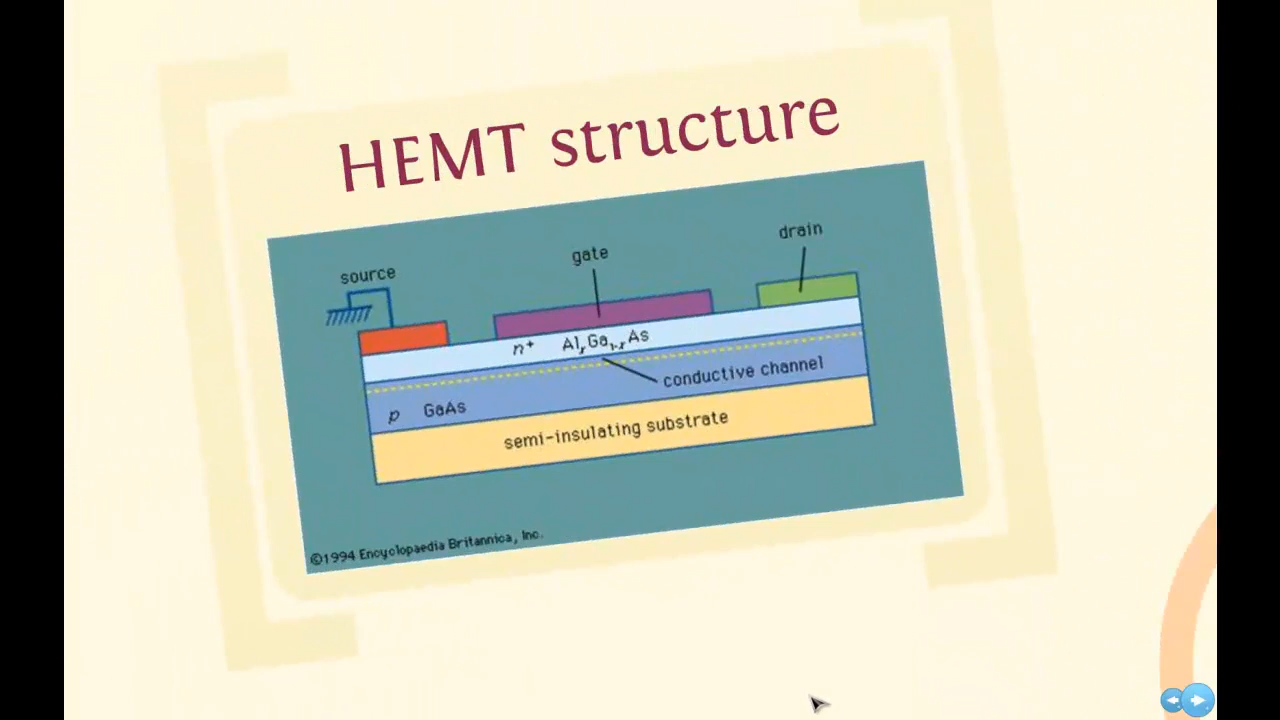 HEMT structure
drain
gate
source
n⁺ AlₓGa₁₋ₓAs
conductive channel
p GaAs
semi-insulating substrate
©1994 Encyclopaedia Britannica, Inc.